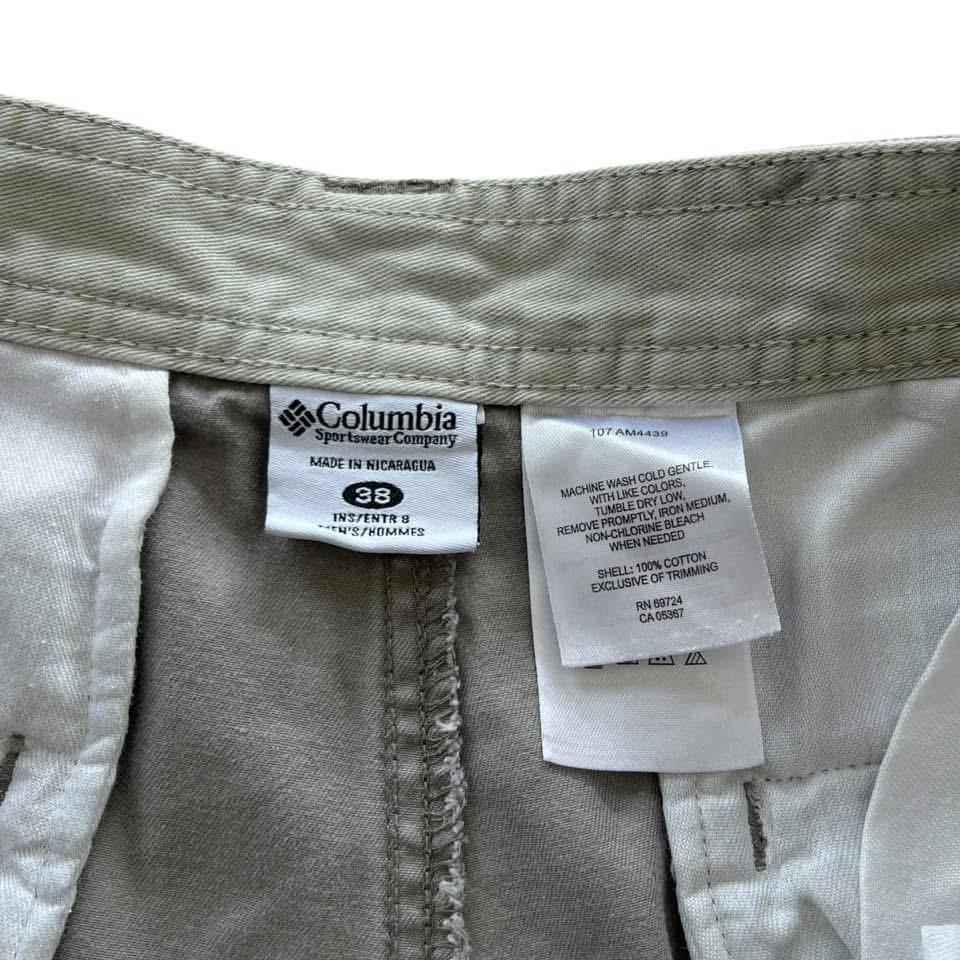 Columbia
Sportswear Company
MADE IN NICARAGUA
38
INS/ENTR 8
MEN'S/HOMMES
107 AM4439
MACHINE WASH COLD GENTLE,
WITH LIKE COLORS,
TUMBLE DRY LOW,
REMOVE PROMPTLY, IRON MEDIUM,
NON-CHLORINE BLEACH
WHEN NEEDED
SHELL: 100% COTTON
EXCLUSIVE OF TRIMMING
RN 69724
CA 05367